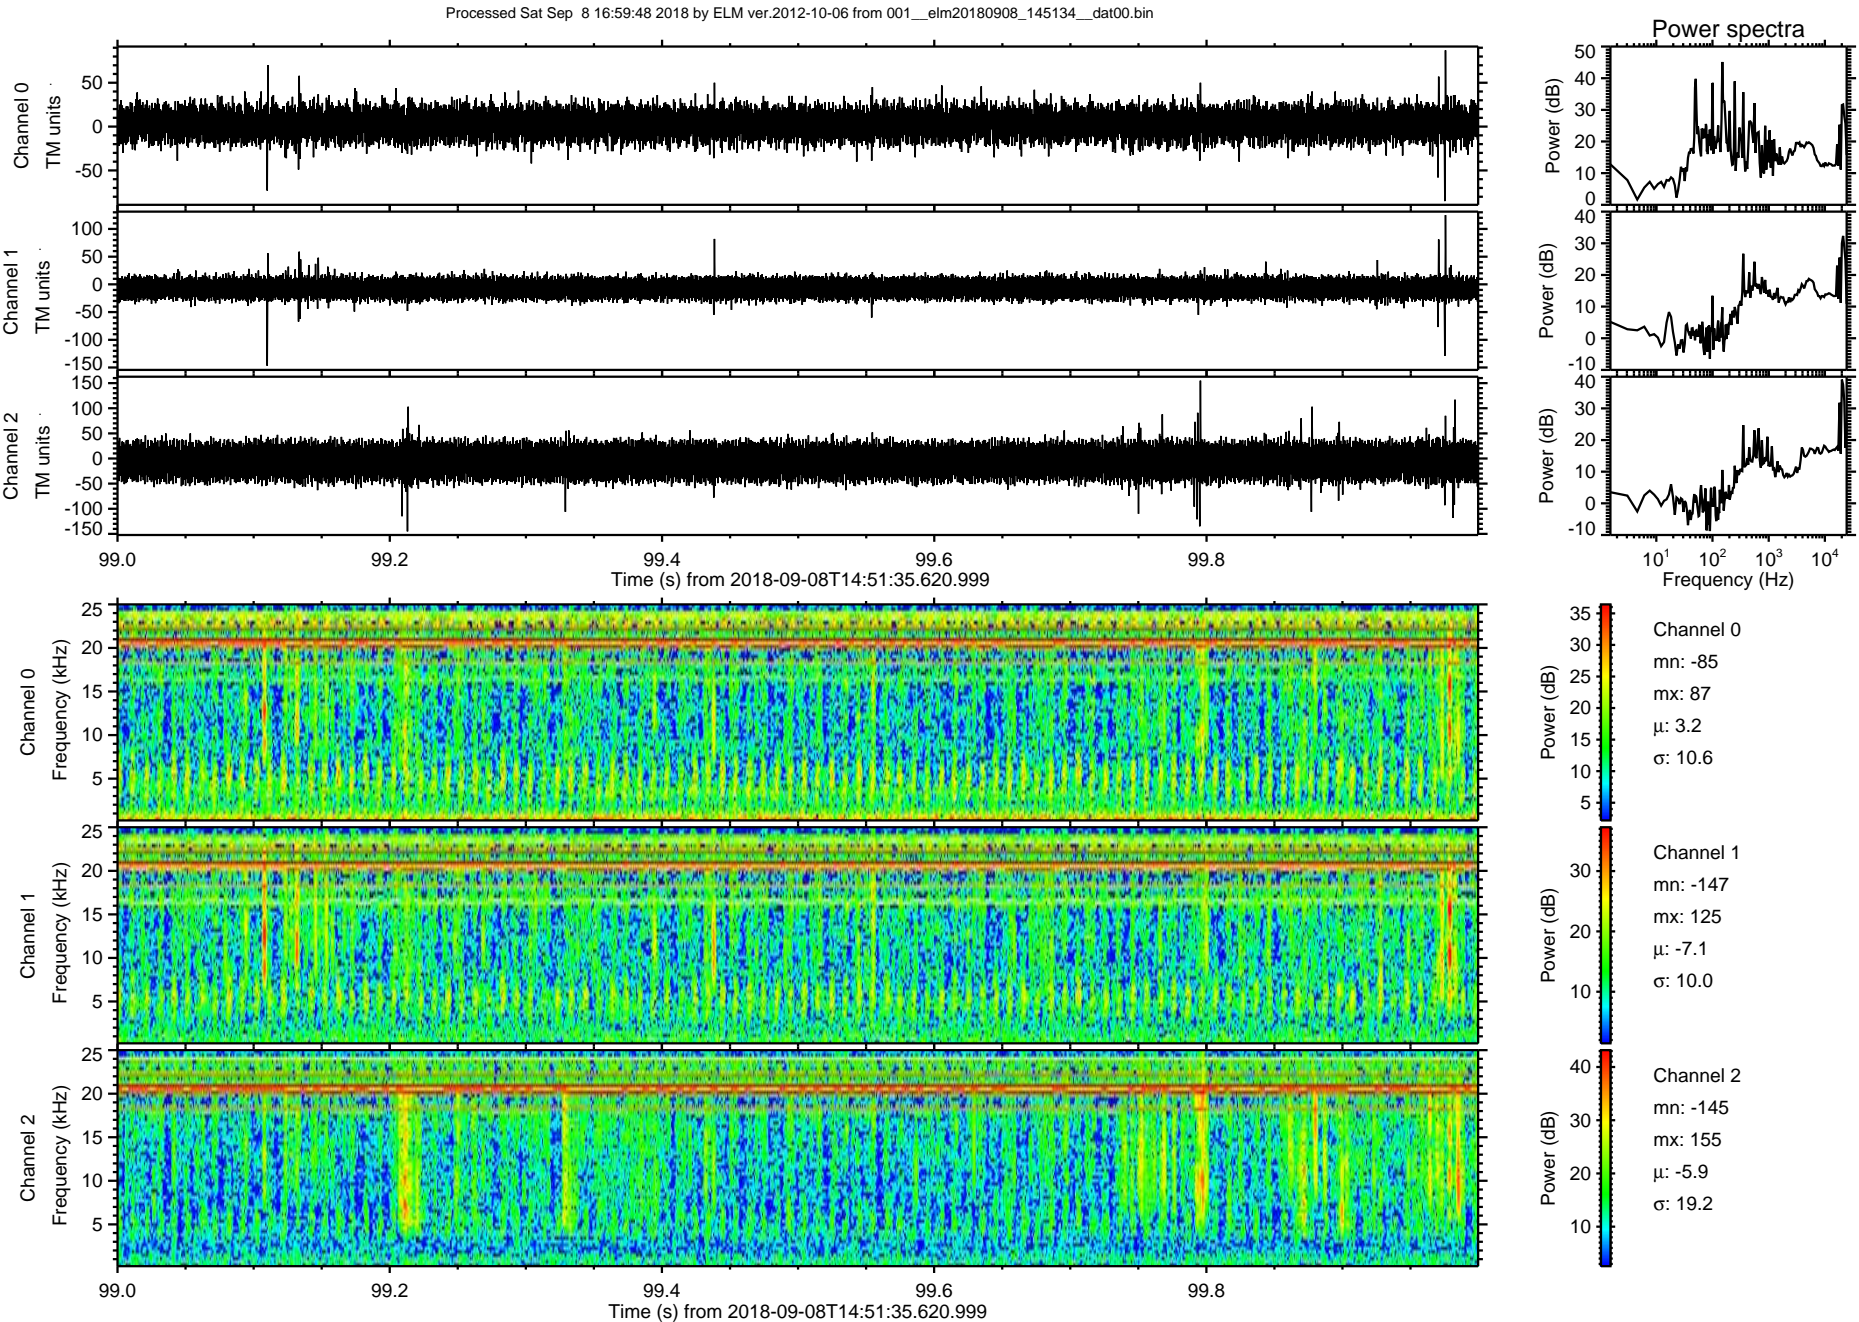 Processed Sat Sep  8 16:59:48 2018 by ELM ver.2012-10-06 from 001__elm20180908_145134__dat00.bin
Power spectra
Channel 0
TM units
50
0
-50
Power (dB)
50
40
30
20
10
0
Channel 1
TM units
100
50
0
-50
-100
-150
Power (dB)
40
30
20
10
0
-10
Channel 2
TM units
150
100
50
0
-50
-100
-150
Power (dB)
40
30
20
10
0
-10
99.0
99.2
99.4
99.6
99.8
Time (s) from 2018-09-08T14:51:35.620.999
10¹
10²
10³
10⁴
Frequency (Hz)
Channel 0
Frequency (kHz)
25
20
15
10
5
Power (dB)
35
30
25
20
15
10
5
Channel 0
mn: -85
mx: 87
μ: 3.2
σ: 10.6
Channel 1
Frequency (kHz)
25
20
15
10
5
Power (dB)
30
20
10
Channel 1
mn: -147
mx: 125
μ: -7.1
σ: 10.0
Channel 2
Frequency (kHz)
25
20
15
10
5
Power (dB)
40
30
20
10
Channel 2
mn: -145
mx: 155
μ: -5.9
σ: 19.2
99.0
99.2
99.4
99.6
99.8
Time (s) from 2018-09-08T14:51:35.620.999